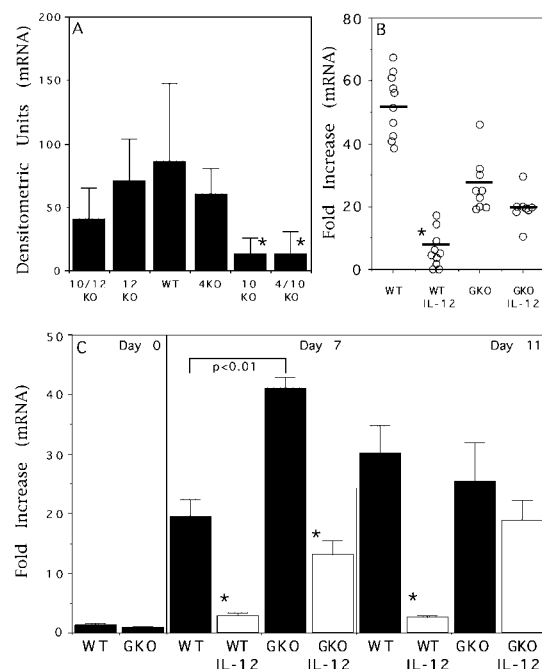 A
Densitometric Units (mRNA)
200
150
100
50
0
*
*
10/12 KO
12 KO
WT
4KO
10 KO
4/10 KO
B
Fold Increase (mRNA)
80
60
40
20
0
*
WT
WT IL-12
GKO
GKO IL-12
C
Day 0
Day 7
Day 11
p<0.01
Fold Increase (mRNA)
50
40
30
20
10
0
*
*
*
WT
GKO
WT
WT IL-12
GKO
GKO IL-12
WT
WT IL-12
GKO
GKO IL-12